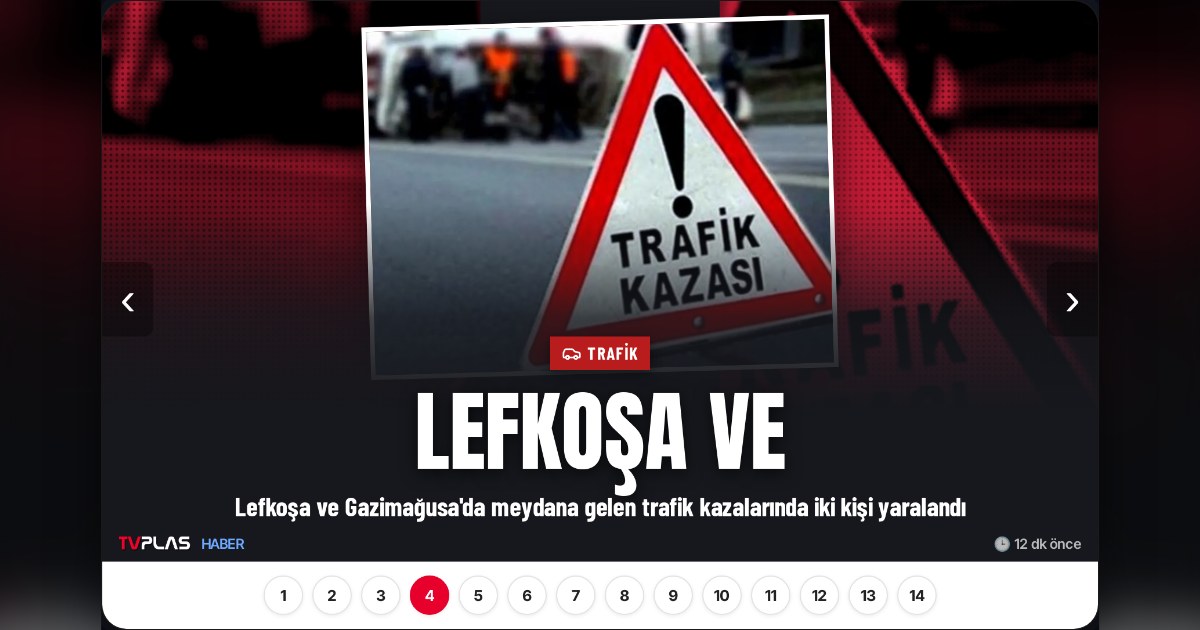 TRAFİK
KAZASI
TRAFİK
LEFKOŞA VE
Lefkoşa ve Gazimağusa'da meydana gelen trafik kazalarında iki kişi yaralandı
TVPLAS HABER
12 dk önce
1 2 3 4 5 6 7 8 9 10 11 12 13 14